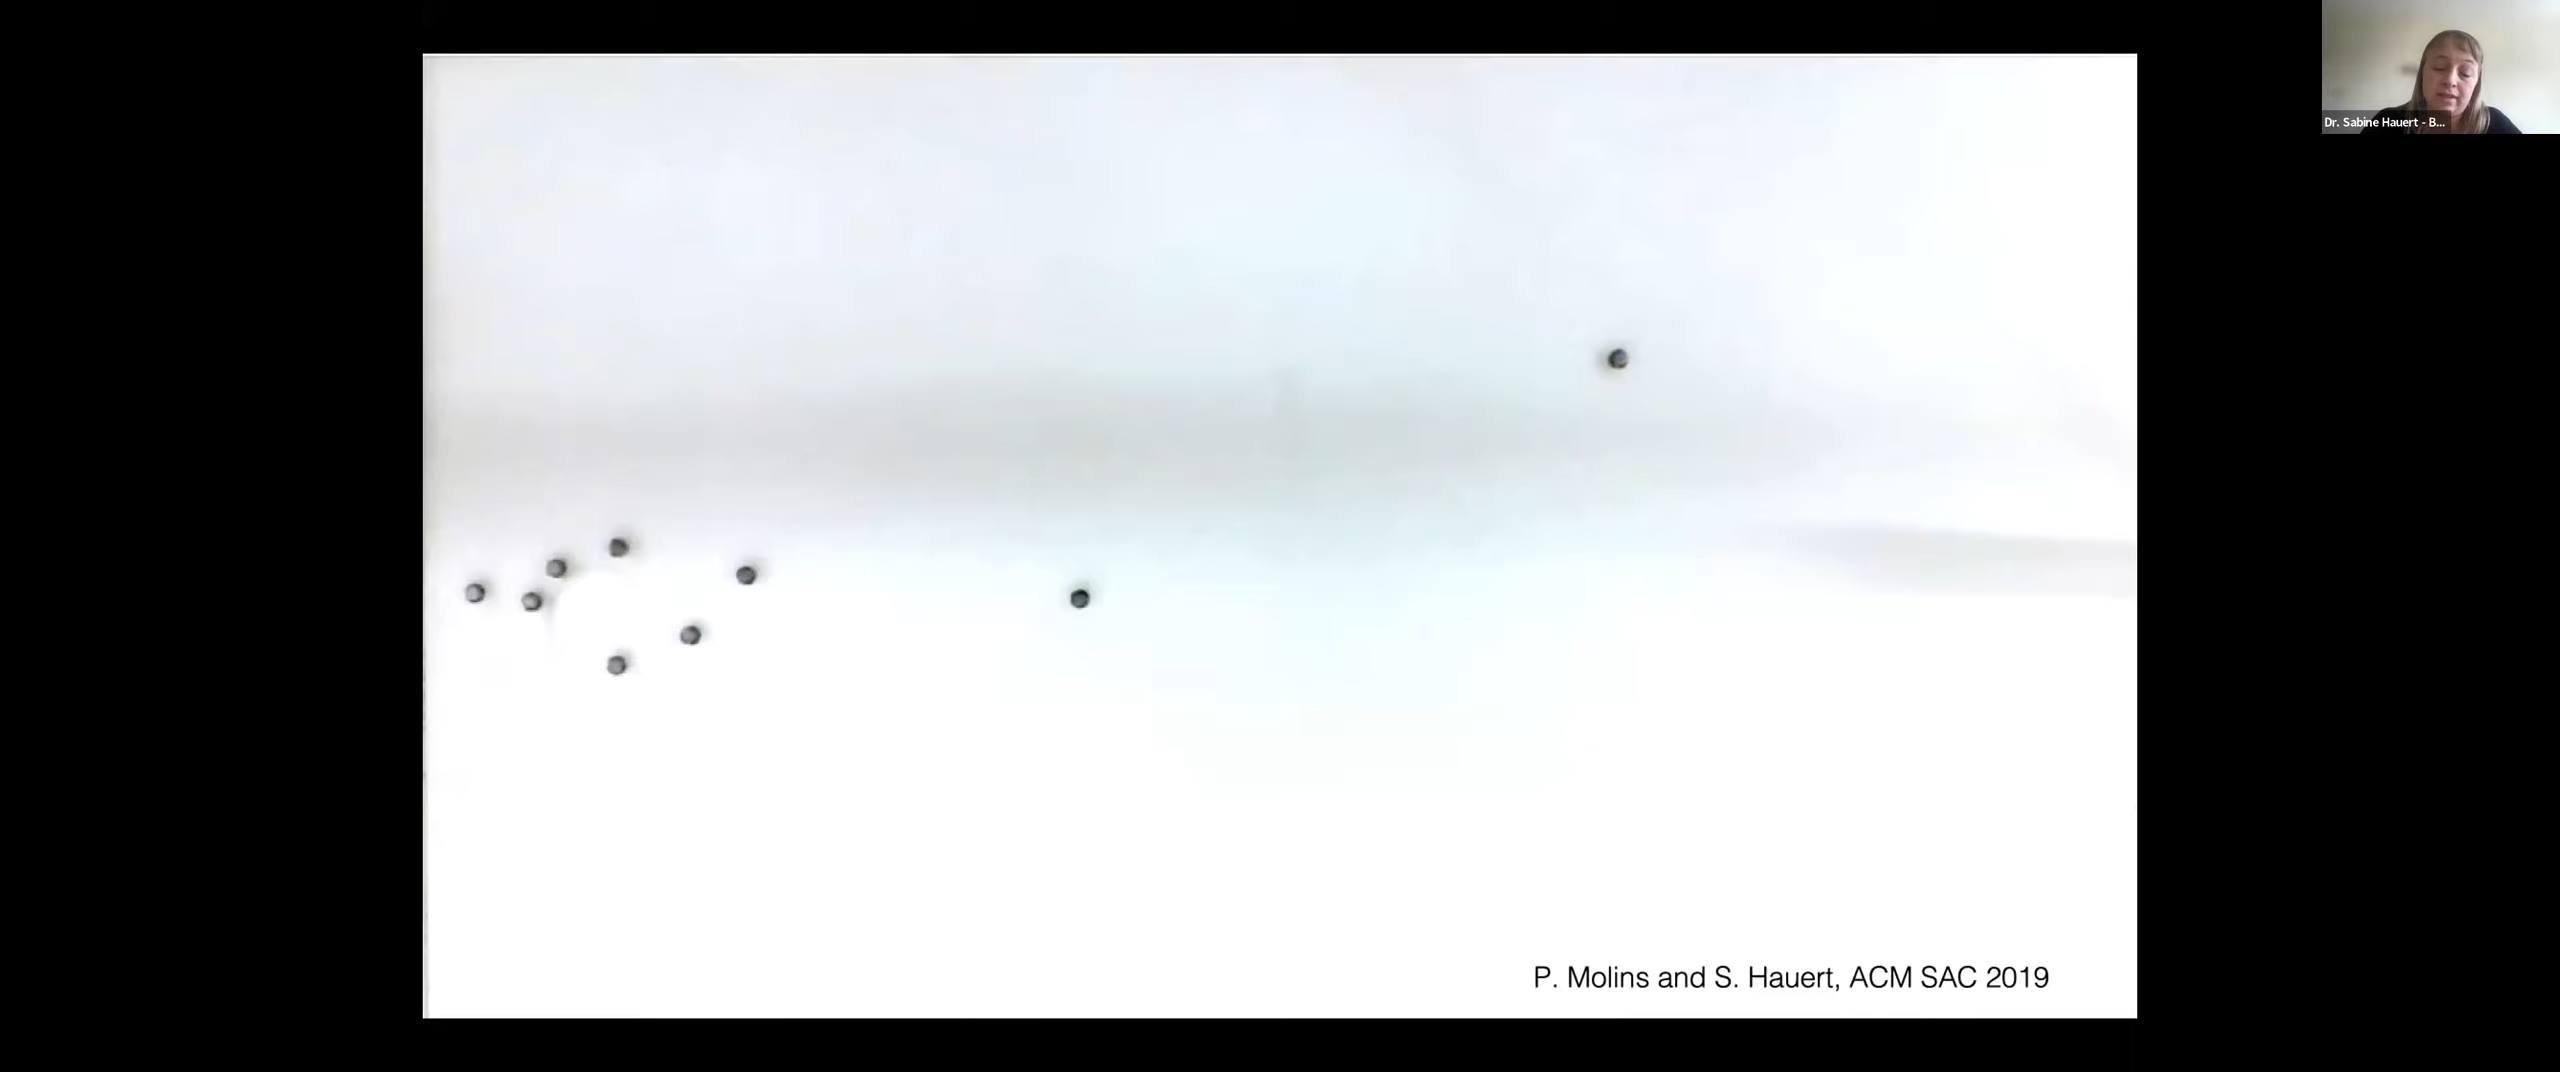 Dr. Sabine Hauert - B...
P. Molins and S. Hauert, ACM SAC 2019